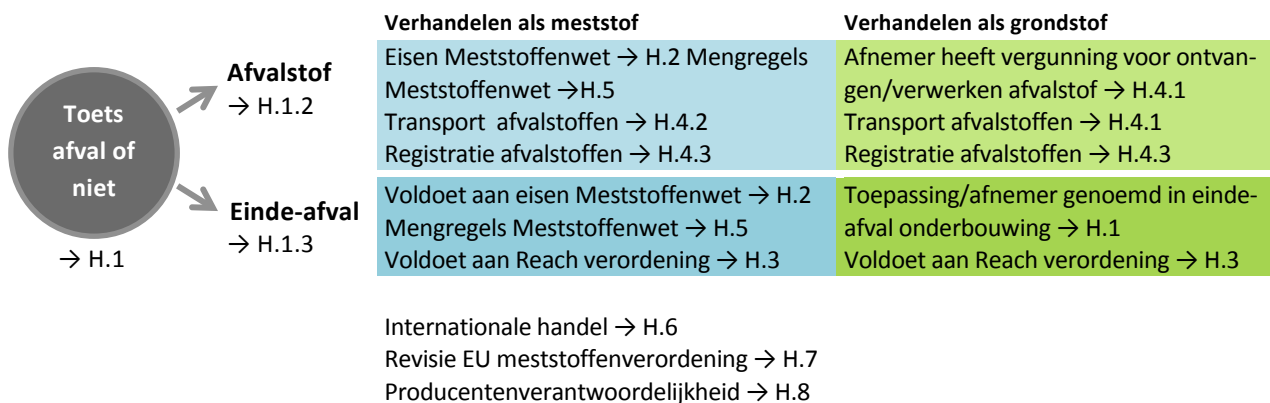 Toets
afval of
niet
→ H.1
Afvalstof
→ H.1.2
Einde-afval
→ H.1.3
Verhandelen als meststof
Eisen Meststoffenwet → H.2 Mengregels
Meststoffenwet →H.5
Transport afvalstoffen → H.4.2
Registratie afvalstoffen → H.4.3
Voldoet aan eisen Meststoffenwet → H.2
Mengregels Meststoffenwet → H.5
Voldoet aan Reach verordening → H.3
Verhandelen als grondstof
Afnemer heeft vergunning voor ontvan-
gen/verwerken afvalstof → H.4.1
Transport afvalstoffen → H.4.1
Registratie afvalstoffen → H.4.3
Toepassing/afnemer genoemd in einde-
afval onderbouwing → H.1
Voldoet aan Reach verordening → H.3
Internationale handel → H.6
Revisie EU meststoffenverordening → H.7
Producentenverantwoordelijkheid → H.8